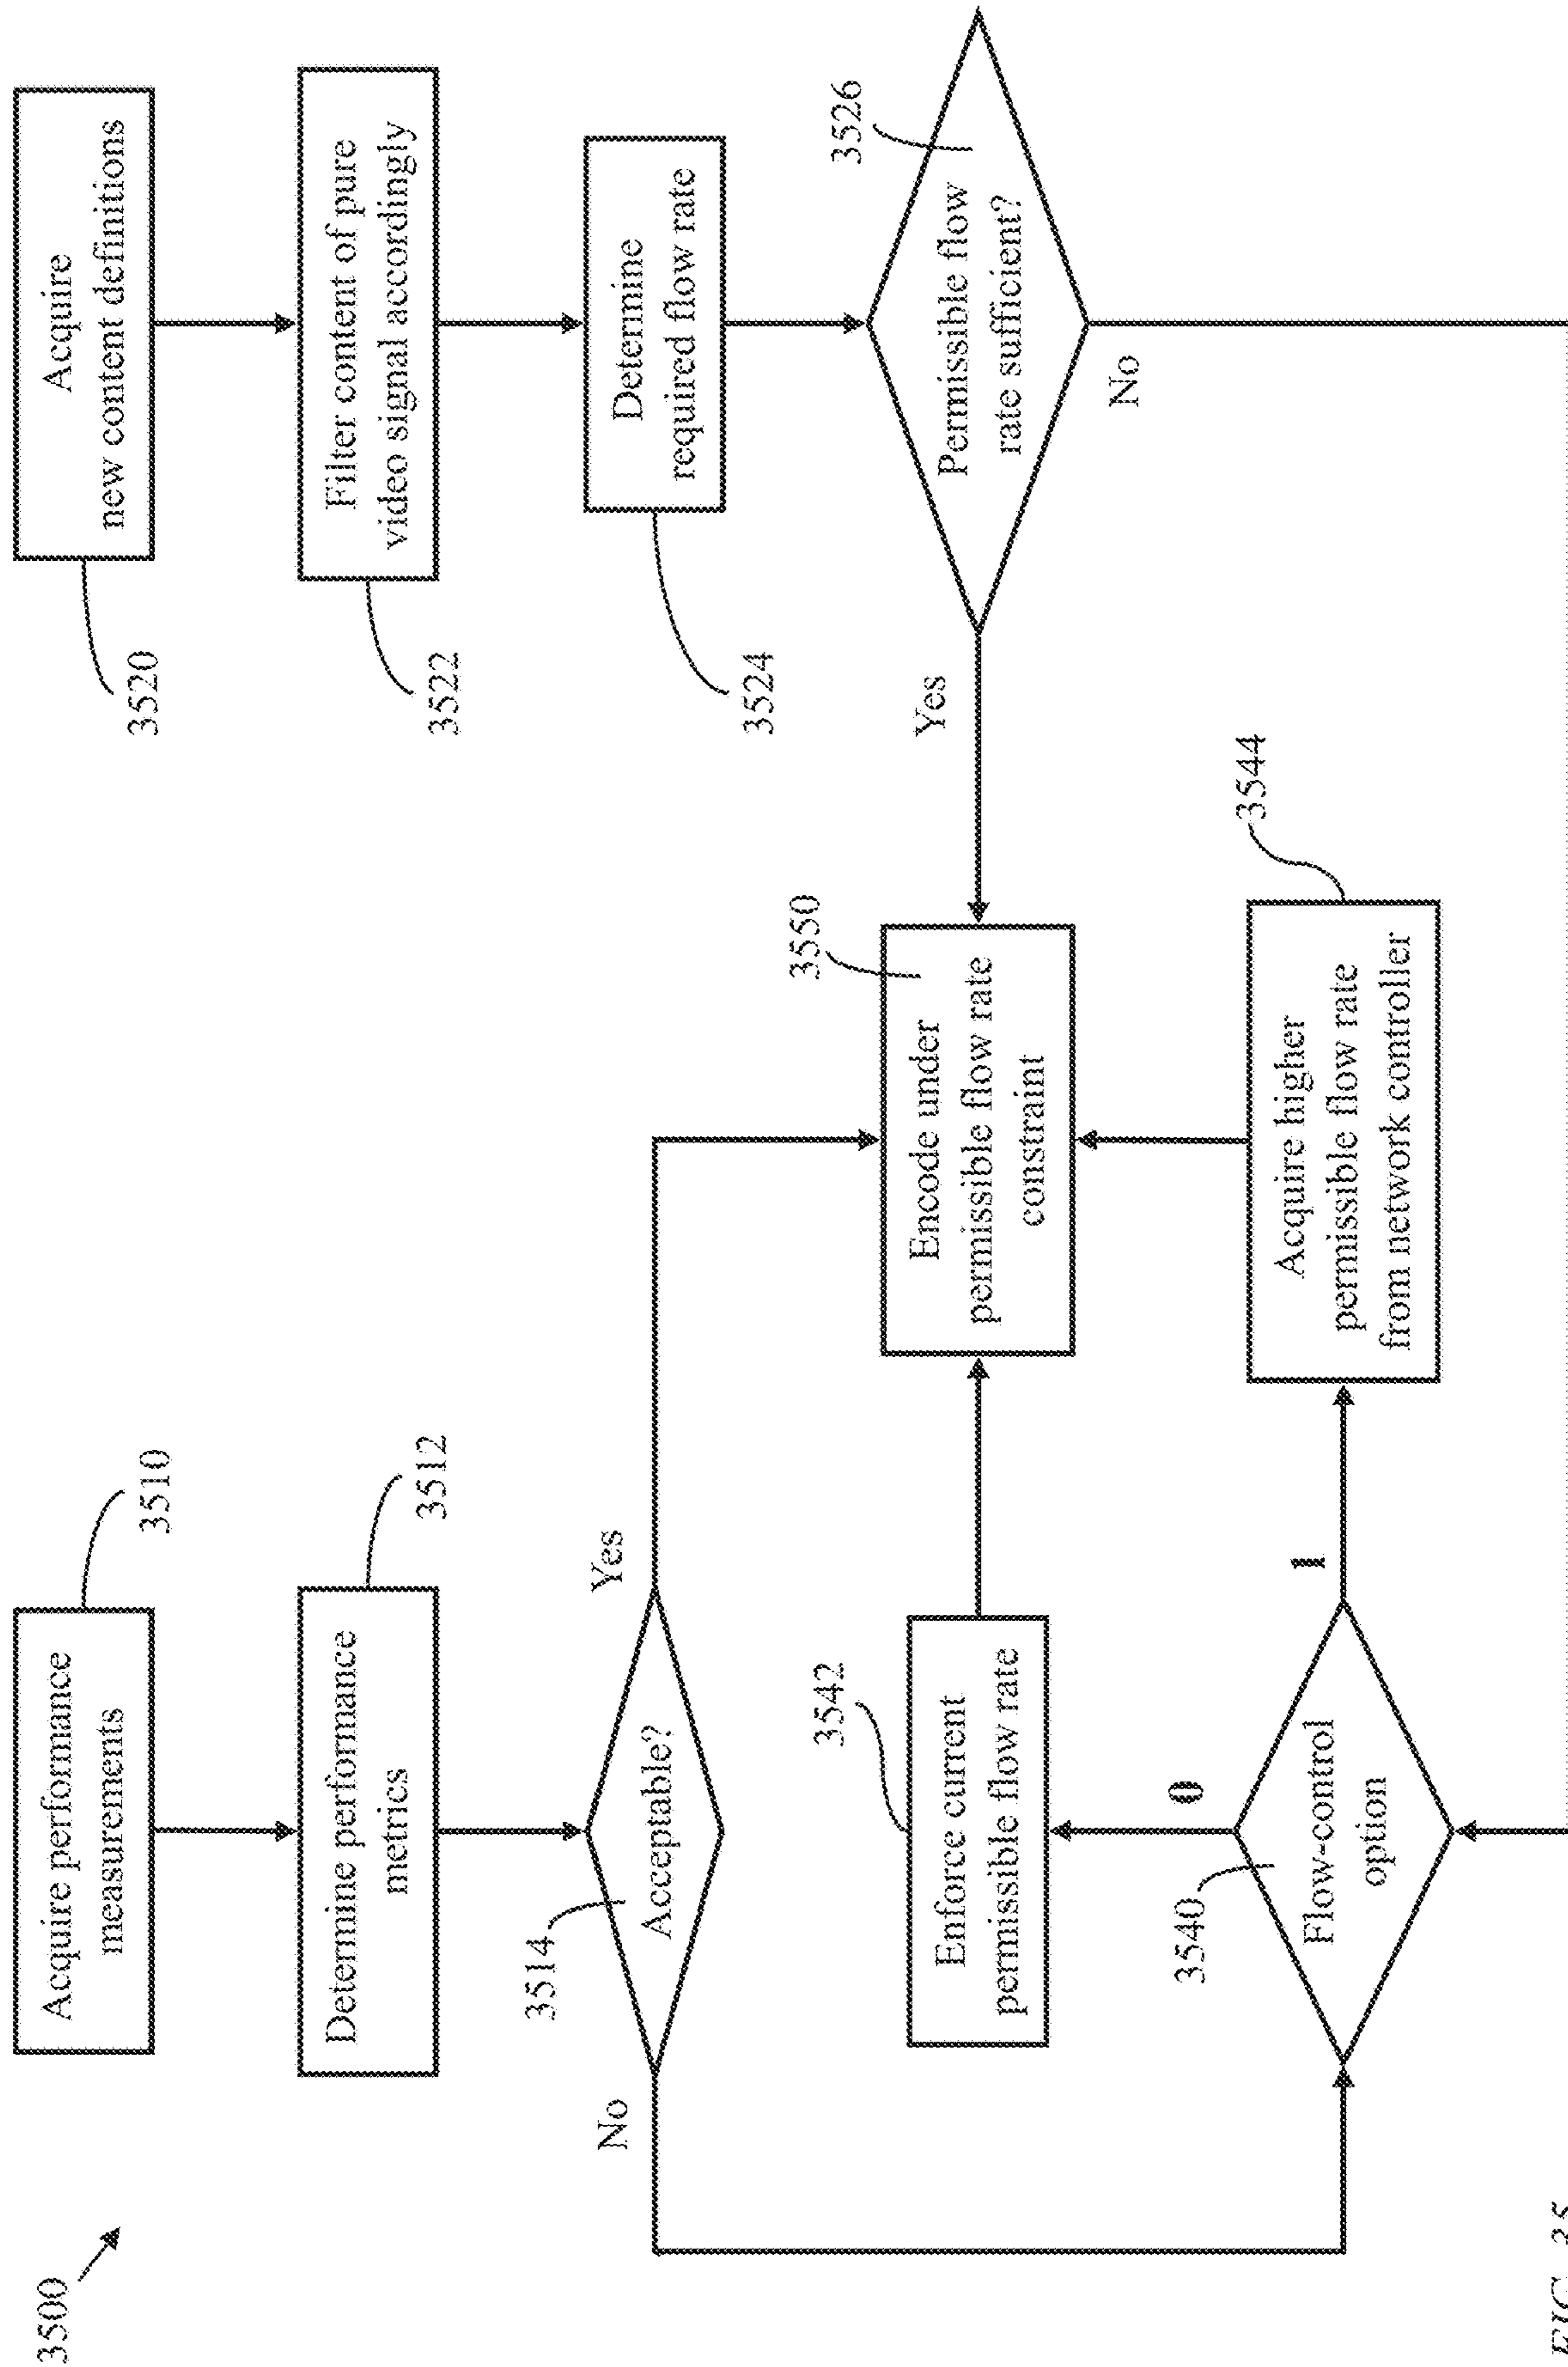 3500
Acquire performance
measurements
3510
Determine performance
metrics
3512
Acceptable?
3514
Yes
No
Acquire
new content definitions
3520
Filter content of pure
video signal accordingly
3522
Determine
required flow rate
3524
Permissible flow
rate sufficient?
3526
Yes
No
Enforce current
permissible flow rate
3542
Encode under
permissible flow rate
constraint
3550
0
Flow-control
option
3540
1
Acquire higher
permissible flow rate
from network controller
3544
FIG. 35